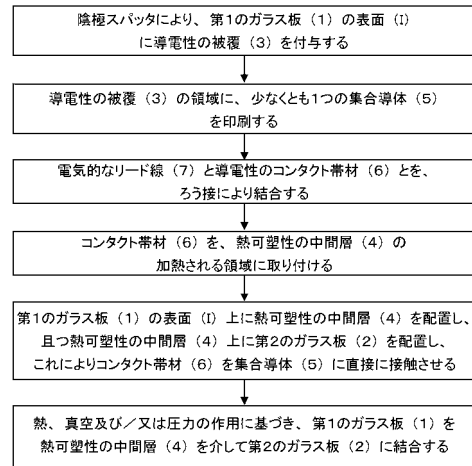 陰極スパッタにより、第1のガラス板（1）の表面（I）
に導電性の被覆（3）を付与する
導電性の被覆（3）の領域に、少なくとも1つの集合導体（5）
を印刷する
電気的なリード線（7）と導電性のコンタクト帯材（6）とを、
ろう接により結合する
コンタクト帯材（6）を、熱可塑性の中間層（4）の
加熱される領域に取り付ける
第1のガラス板（1）の表面（I）上に熱可塑性の中間層（4）を配置し、
且つ熱可塑性の中間層（4）上に第2のガラス板（2）を配置し、
これによりコンタクト帯材（6）を集合導体（5）に直接に接触させる
熱、真空及び／又は圧力の作用に基づき、第1のガラス板（1）を
熱可塑性の中間層（4）を介して第2のガラス板（2）に結合する